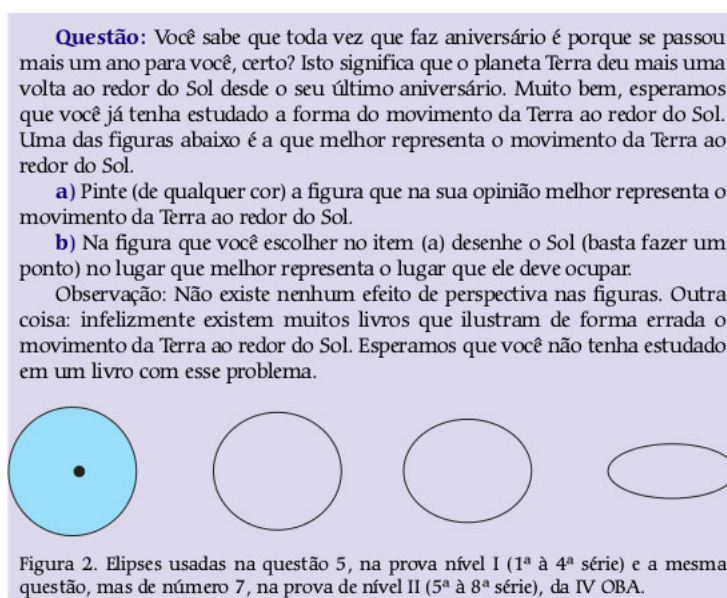 Questão: Você sabe que toda vez que faz aniversário é porque se passou
mais um ano para você, certo? Isto significa que o planeta Terra deu mais uma
volta ao redor do Sol desde o seu último aniversário. Muito bem, esperamos
que você já tenha estudado a forma do movimento da Terra ao redor do Sol.
Uma das figuras abaixo é a que melhor representa o movimento da Terra ao
redor do Sol.
a) Pinte (de qualquer cor) a figura que na sua opinião melhor representa o
movimento da Terra ao redor do Sol.
b) Na figura que você escolher no item (a) desenhe o Sol (basta fazer um
ponto) no lugar que melhor representa o lugar que ele deve ocupar.
Observação: Não existe nenhum efeito de perspectiva nas figuras. Outra
coisa: infelizmente existem muitos livros que ilustram de forma errada o
movimento da Terra ao redor do Sol. Esperamos que você não tenha estudado
em um livro com esse problema.
Figura 2. Elipses usadas na questão 5, na prova nível I (1ª à 4ª série) e a mesma
questão, mas de número 7, na prova de nível II (5ª à 8ª série), da IV OBA.